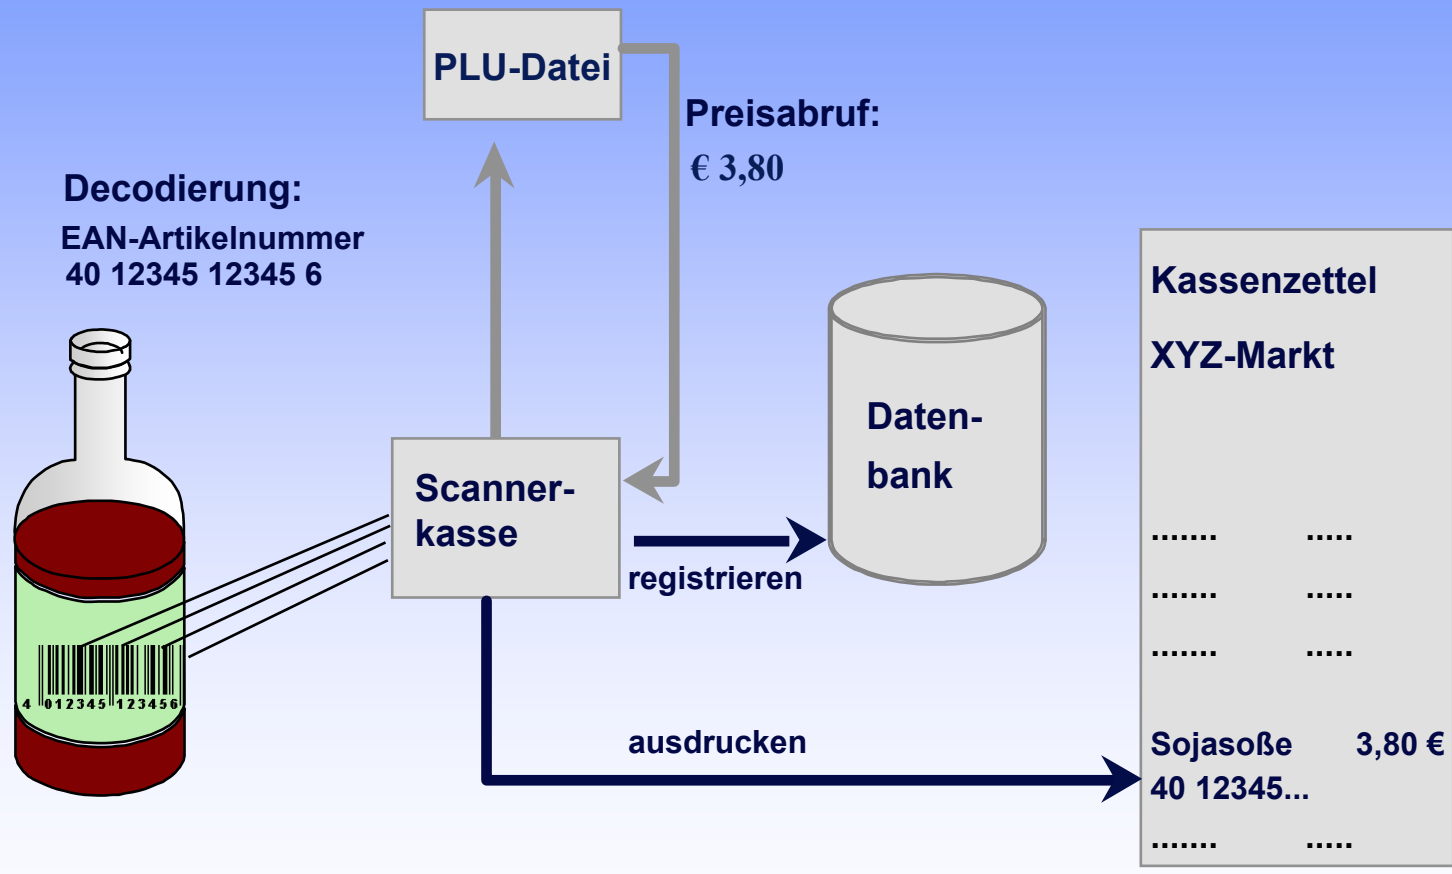 PLU-Datei
Preisabruf:
€ 3,80
Decodierung:
EAN-Artikelnummer
40 12345 12345 6
Kassenzettel
XYZ-Markt
Daten-
bank
Scanner-
kasse
registrieren
....... .....
....... .....
....... .....
4 012345 123456
ausdrucken
Sojasoße 3,80 €
40 12345...
....... .....